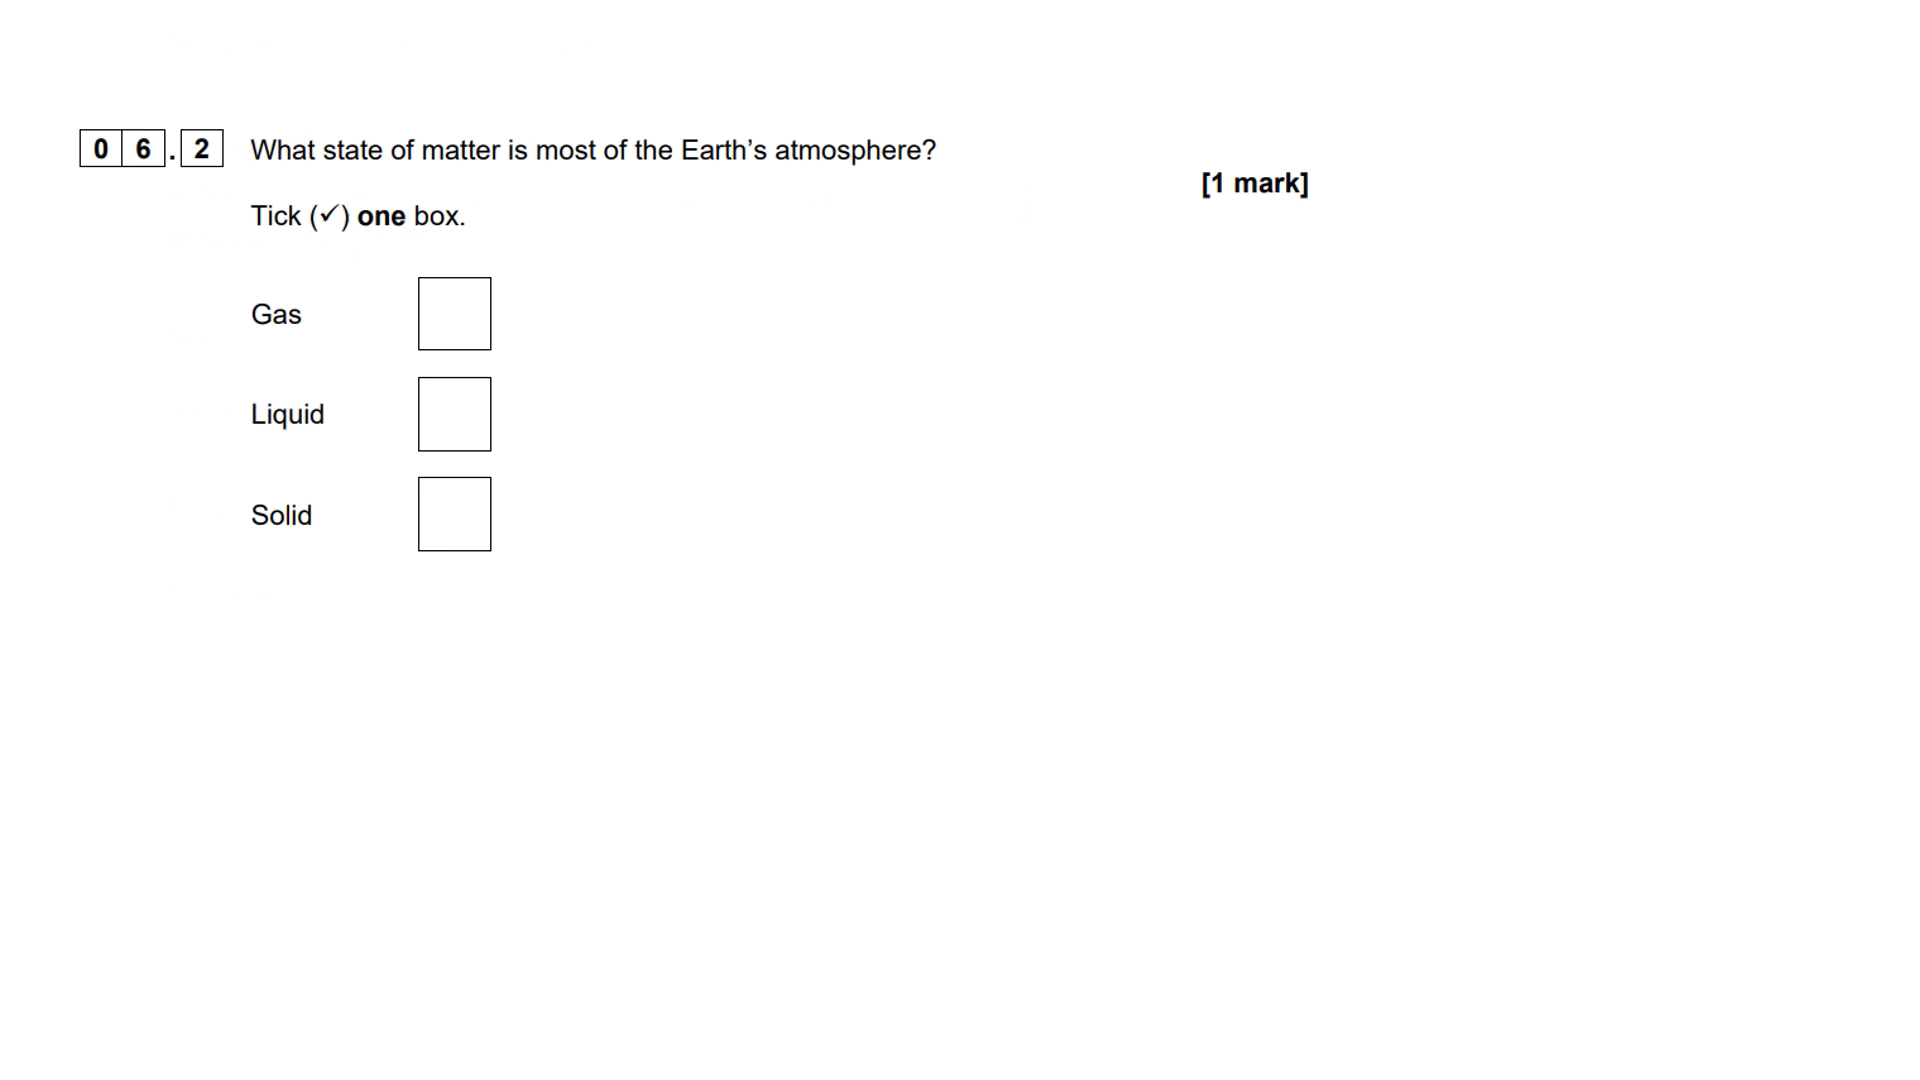 0 6 . 2 What state of matter is most of the Earth’s atmosphere?
[1 mark]
Tick (✓) one box.
Gas
Liquid
Solid